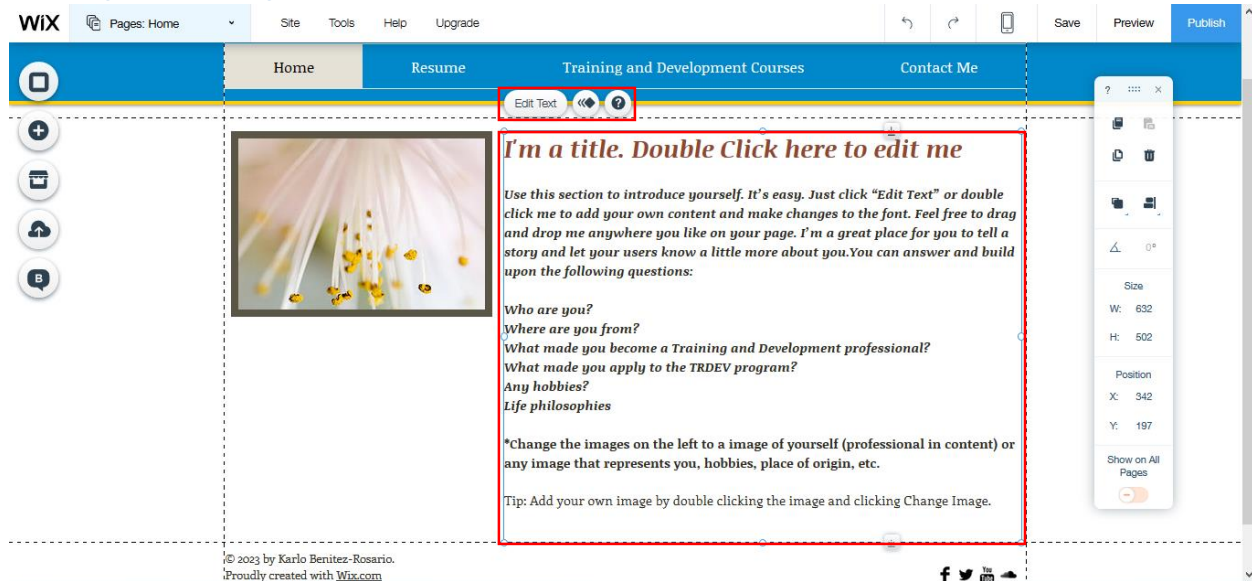 WiX Pages: Home Site Tools Help Upgrade Save Preview Publish
Home Resume Training and Development Courses Contact Me
? ×
Edit Text ?
I'm a title. Double Click here to edit me
Use this section to introduce yourself. It's easy. Just click “Edit Text” or double
click me to add your own content and make changes to the font. Feel free to drag
and drop me anywhere you like on your page. I'm a great place for you to tell a
story and let your users know a little more about you.You can answer and build
upon the following questions:
Who are you?
Where are you from?
What made you become a Training and Development professional?
What made you apply to the TRDEV program?
Any hobbies?
Life philosophies
*Change the images on the left to a image of yourself (professional in content) or
any image that represents you, hobbies, place of origin, etc.
Tip: Add your own image by double clicking the image and clicking Change Image.
B
0°
Size
W: 632
H: 502
Position
X: 342
Y: 197
Show on All
Pages
© 2023 by Karlo Benitez-Rosario.
Proudly created with Wix.com
f You Tube